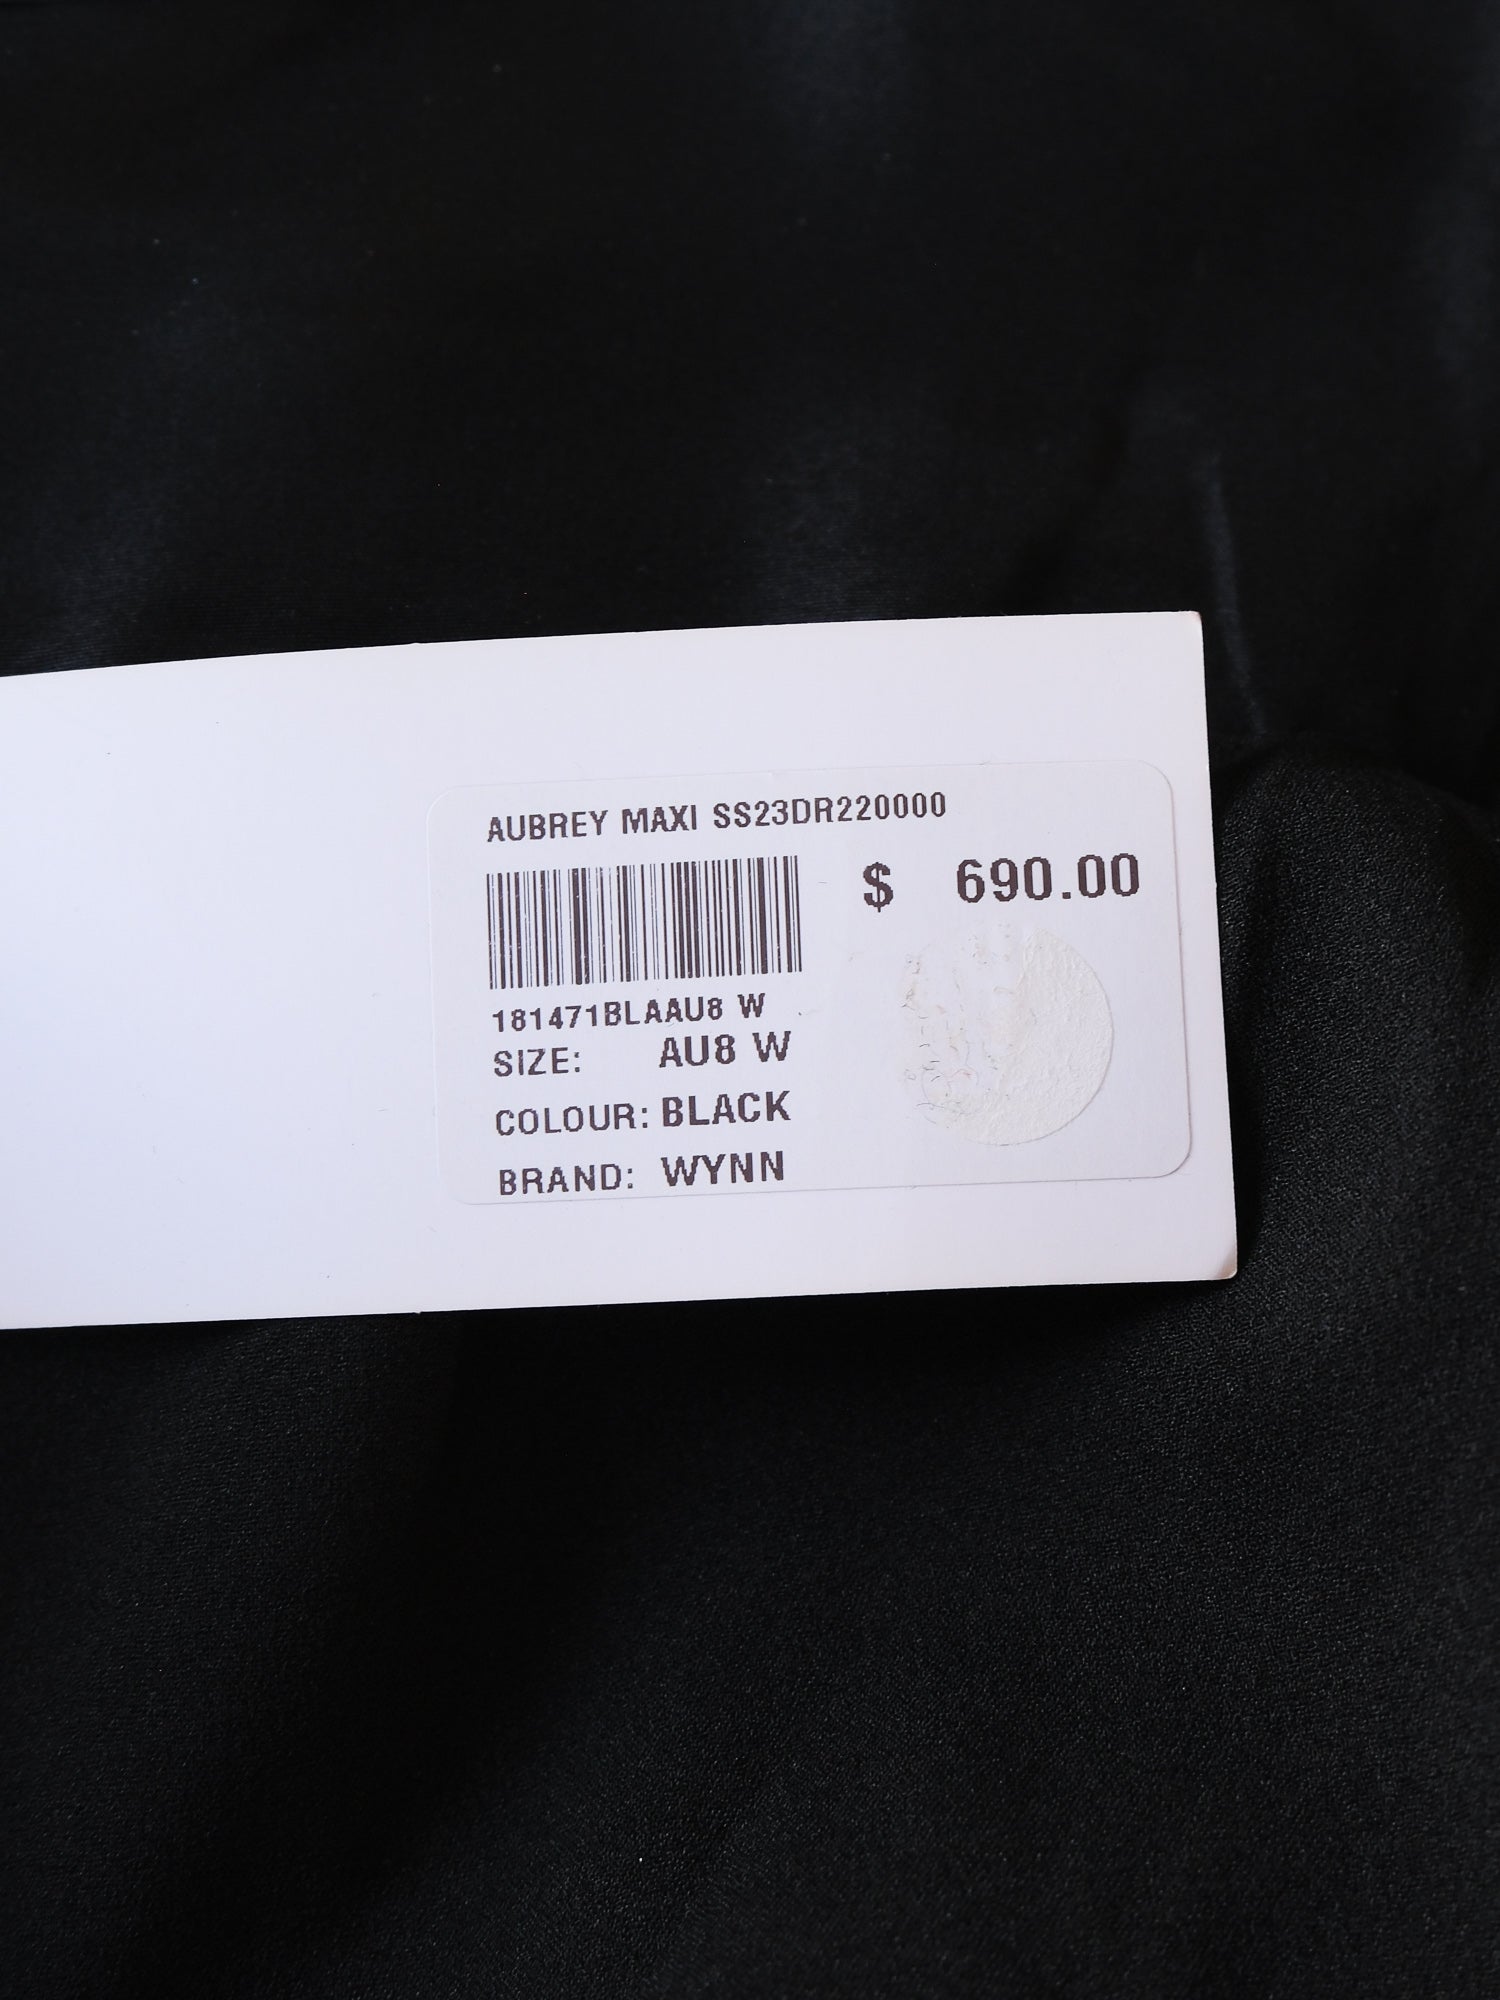 AUBREY MAXI SS23DR220000
$ 690.00
181471BLAAU8 W
SIZE: AU8 W
COLOUR: BLACK
BRAND: WYNN